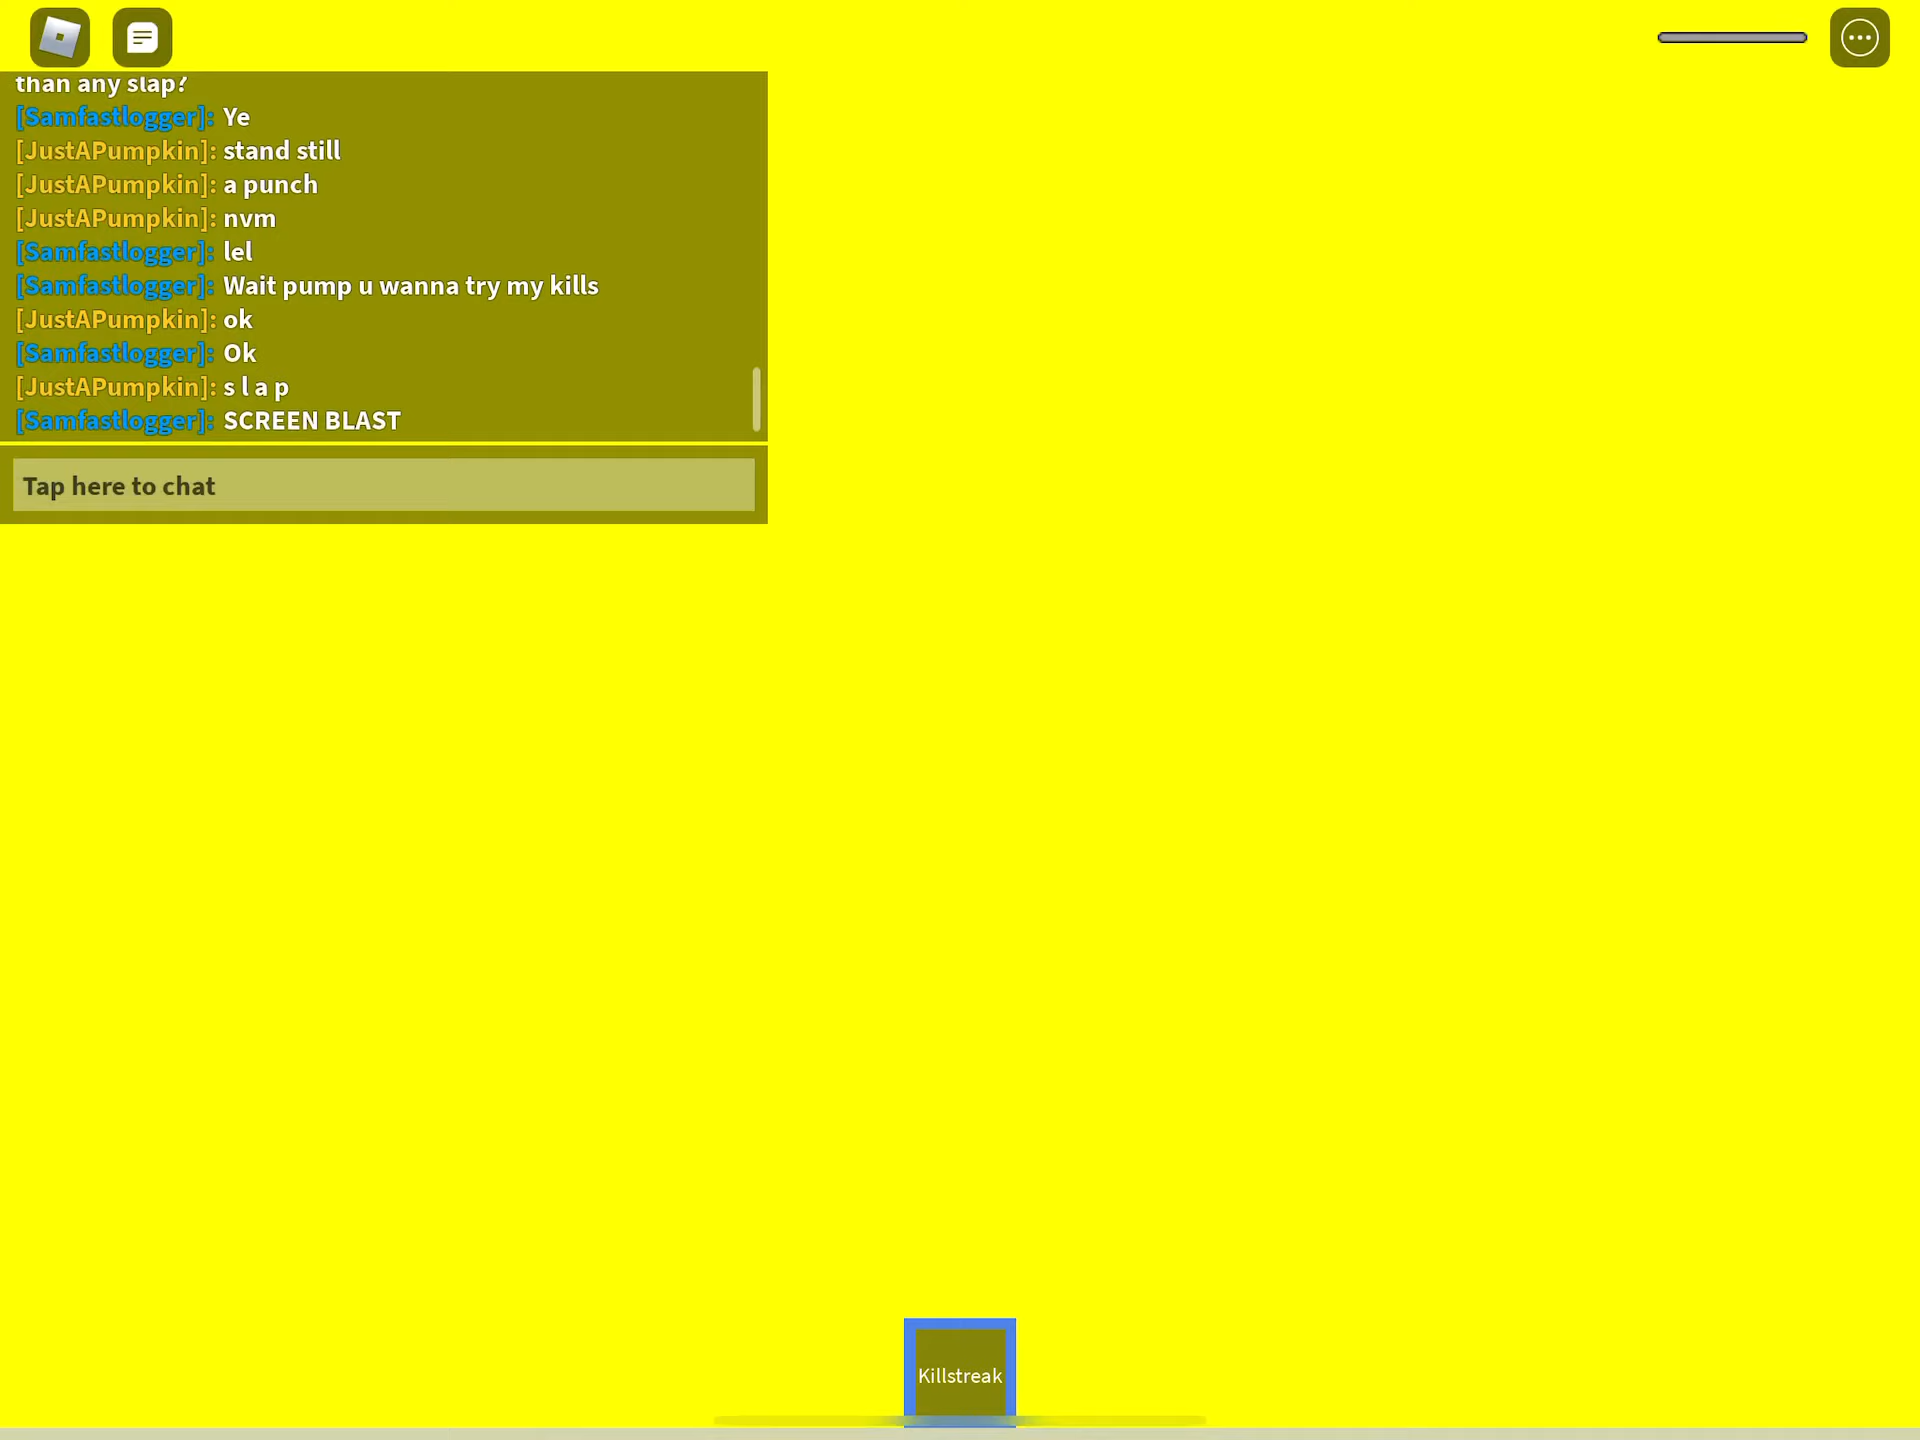 than any slap?
[Samfastlogger]: Ye
[JustAPumpkin]: stand still
[JustAPumpkin]: a punch
[JustAPumpkin]: nvm
[Samfastlogger]: lel
[Samfastlogger]: Wait pump u wanna try my kills
[JustAPumpkin]: ok
[Samfastlogger]: Ok
[JustAPumpkin]: s l a p
[Samfastlogger]: SCREEN BLAST
Tap here to chat
Killstreak